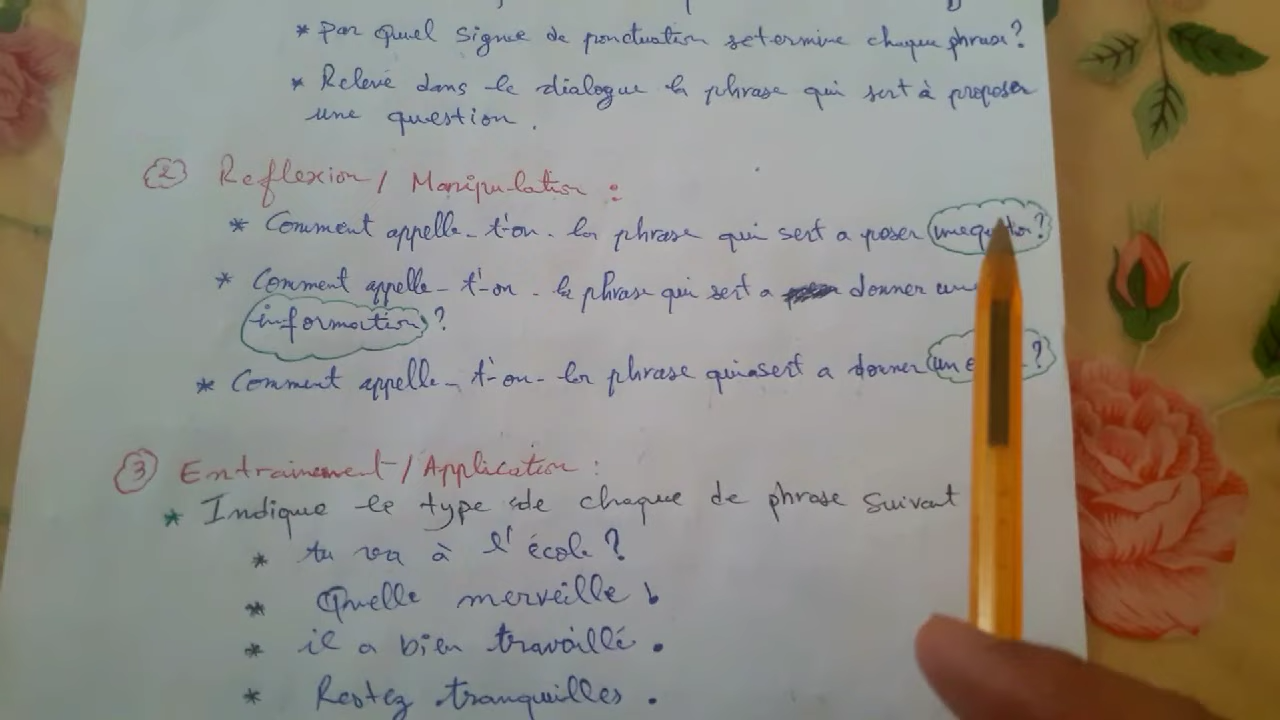 * Par quel signe de ponctuation se termine chaque phrase ?
* Relevé dans le dialogue la phrase qui sert à proposer
une question .
② Reflexion / Manipulation :
* Comment appelle - t'on - la phrase qui sert a poser une ?
* Comment appelle - t'on - la phrase qui sert a donner une
information ?
* Comment appelle - t'on - la phrase qui sert a donner un ?
③ Entrainement / Application :
* Indique le type de chaque de phrase suivant
* tu va à l'école ?
* Quelle merveille !
* il a bien travaillé .
* Restez tranquilles .